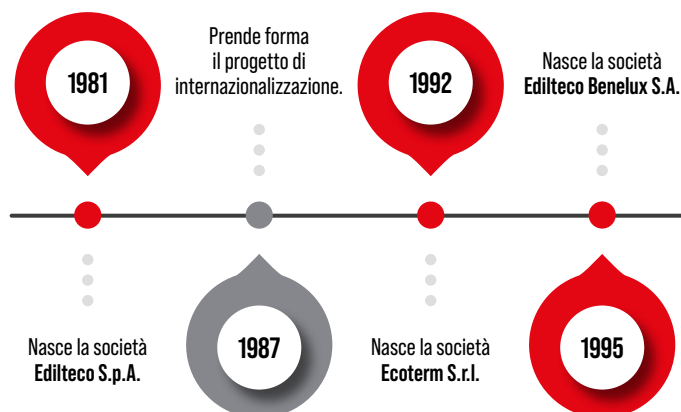 1981
Nasce la società
Edilteco S.p.A.
Prende forma
il progetto di
internazionalizzazione.
1987
1992
Nasce la società
Ecoterm S.r.l.
Nasce la società
Edilteco Benelux S.A.
1995